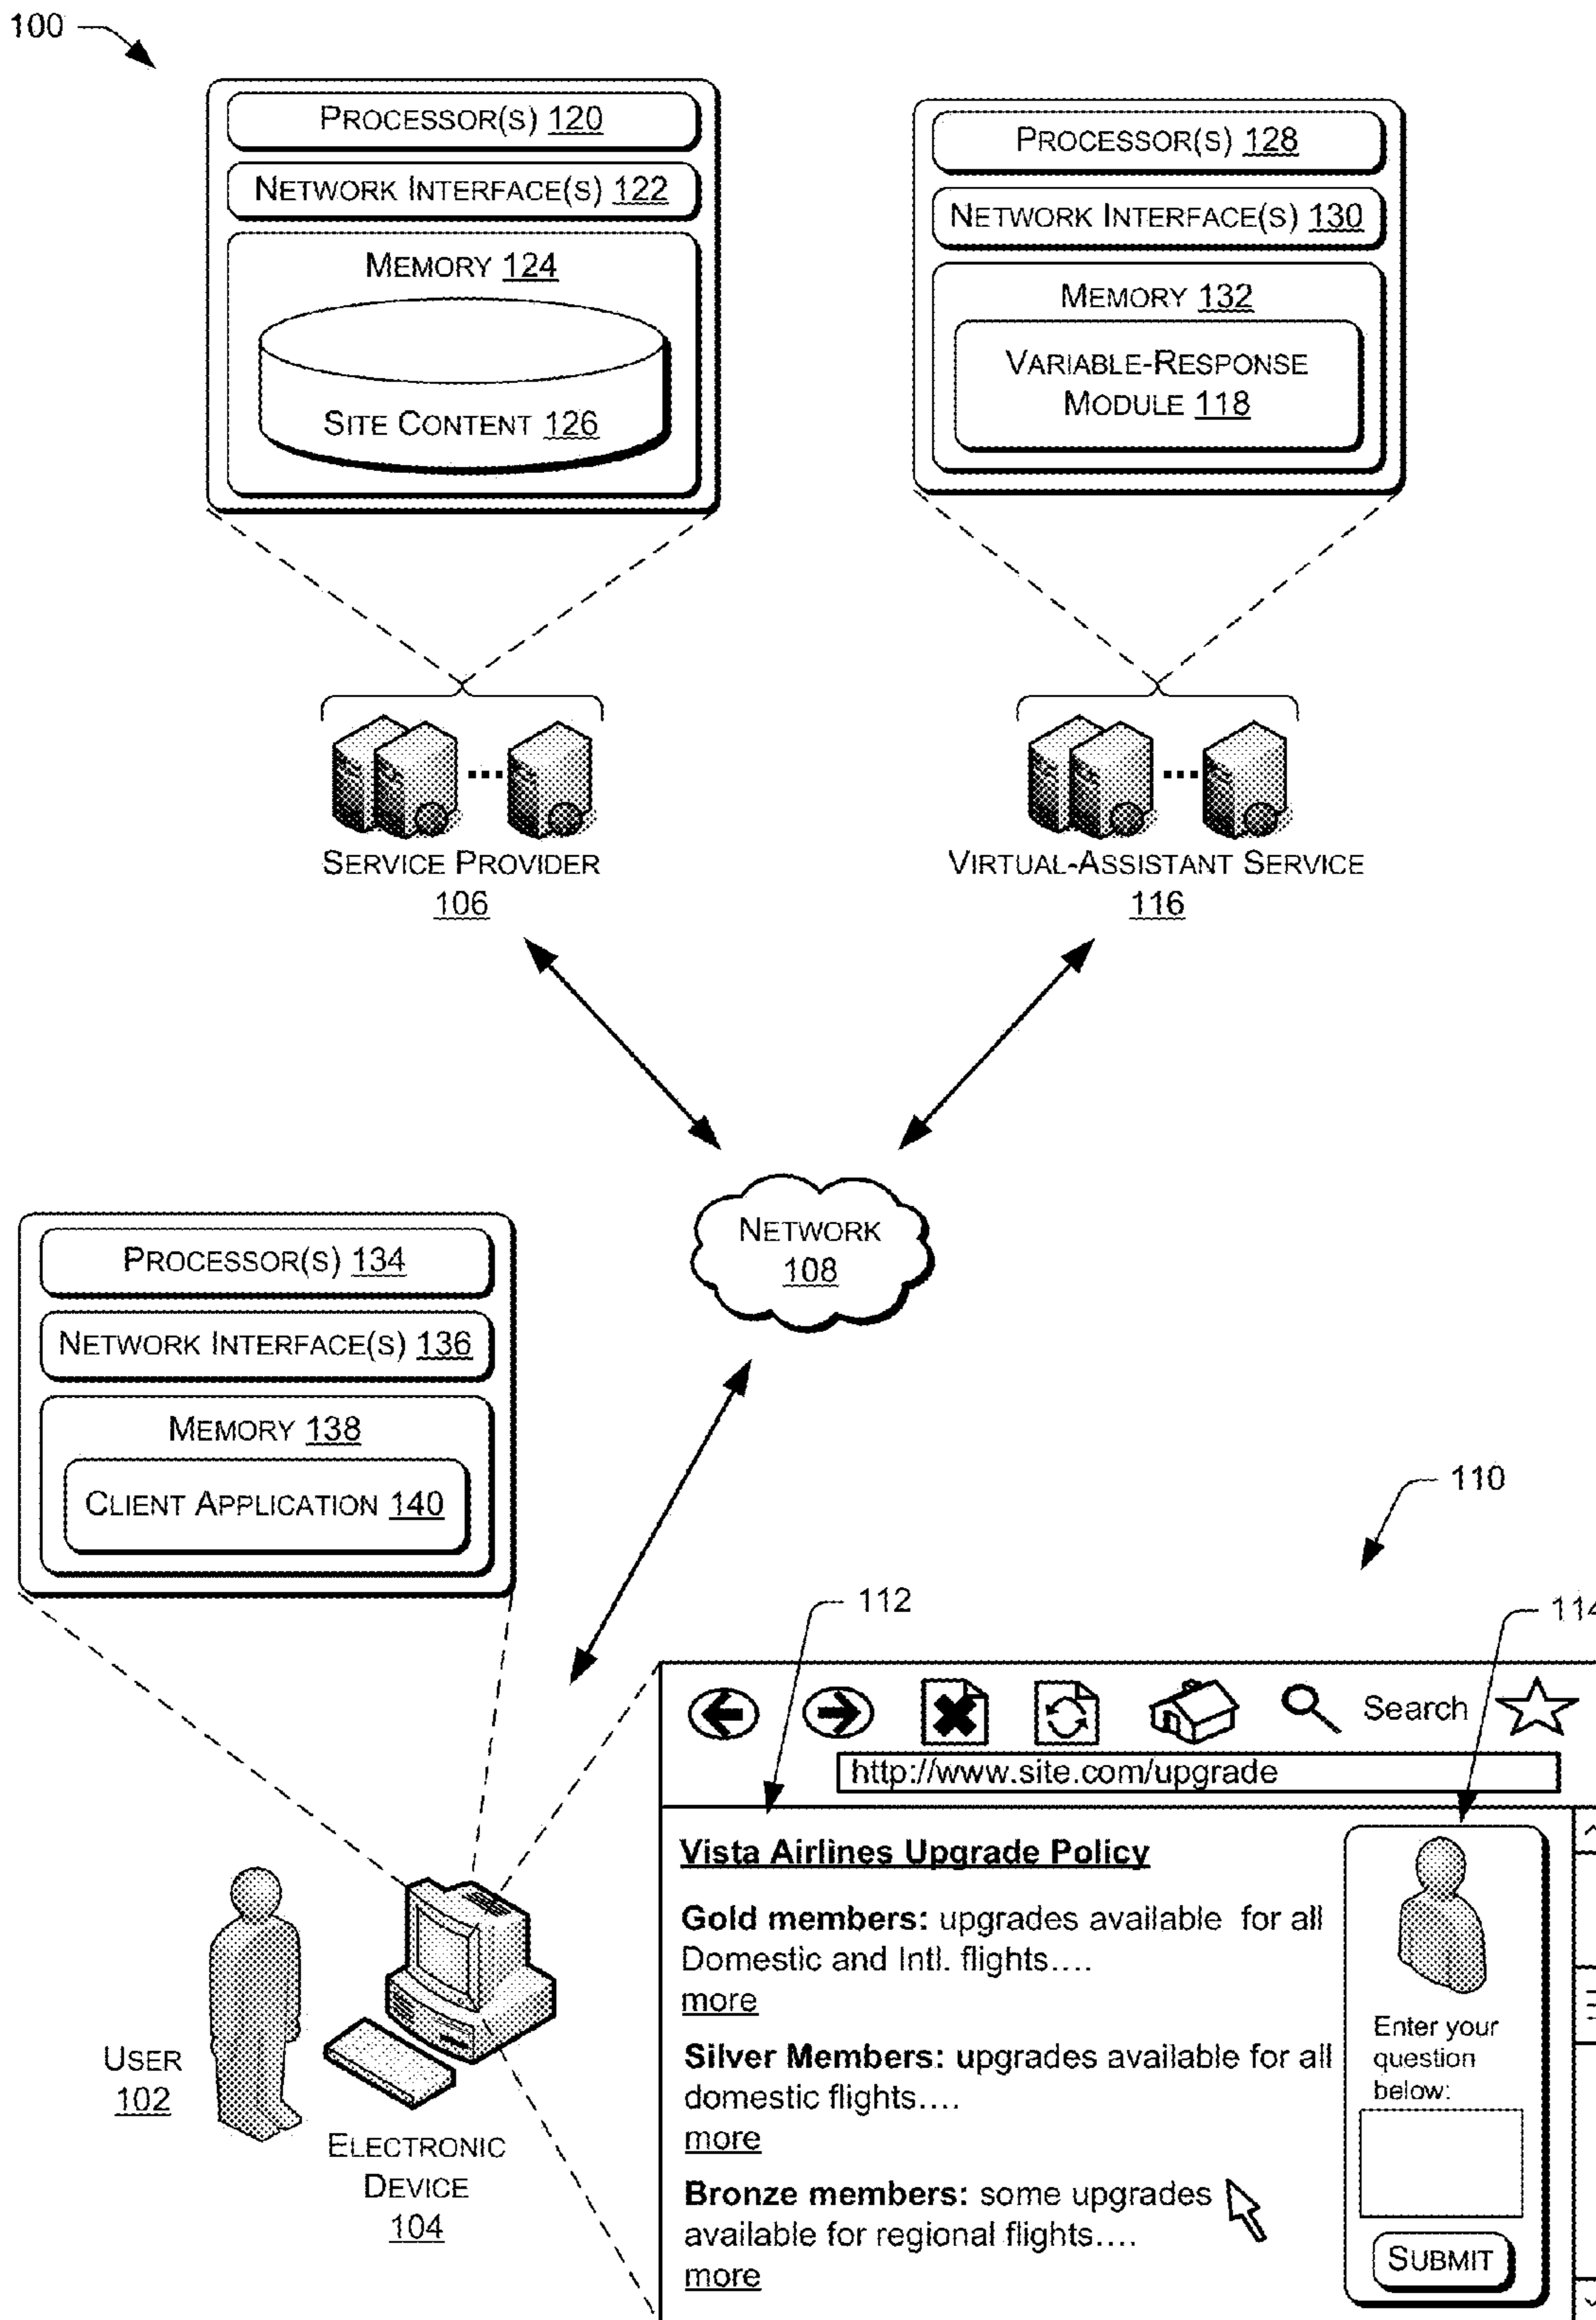 100
PROCESSOR(S) 120
NETWORK INTERFACE(S) 122
MEMORY 124
SITE CONTENT 126
PROCESSOR(S) 128
NETWORK INTERFACE(S) 130
MEMORY 132
VARIABLE-RESPONSE
MODULE 118
SERVICE PROVIDER
106
VIRTUAL-ASSISTANT SERVICE
116
NETWORK
108
PROCESSOR(S) 134
NETWORK INTERFACE(S) 136
MEMORY 138
CLIENT APPLICATION 140
110
112
114
Search
http://www.site.com/upgrade
Vista Airlines Upgrade Policy
Gold members: upgrades available for all
Domestic and Intl. flights....
more
Silver Members: upgrades available for all
domestic flights....
more
Bronze members: some upgrades
available for regional flights....
more
Enter your
question
below:
SUBMIT
USER
102
ELECTRONIC
DEVICE
104